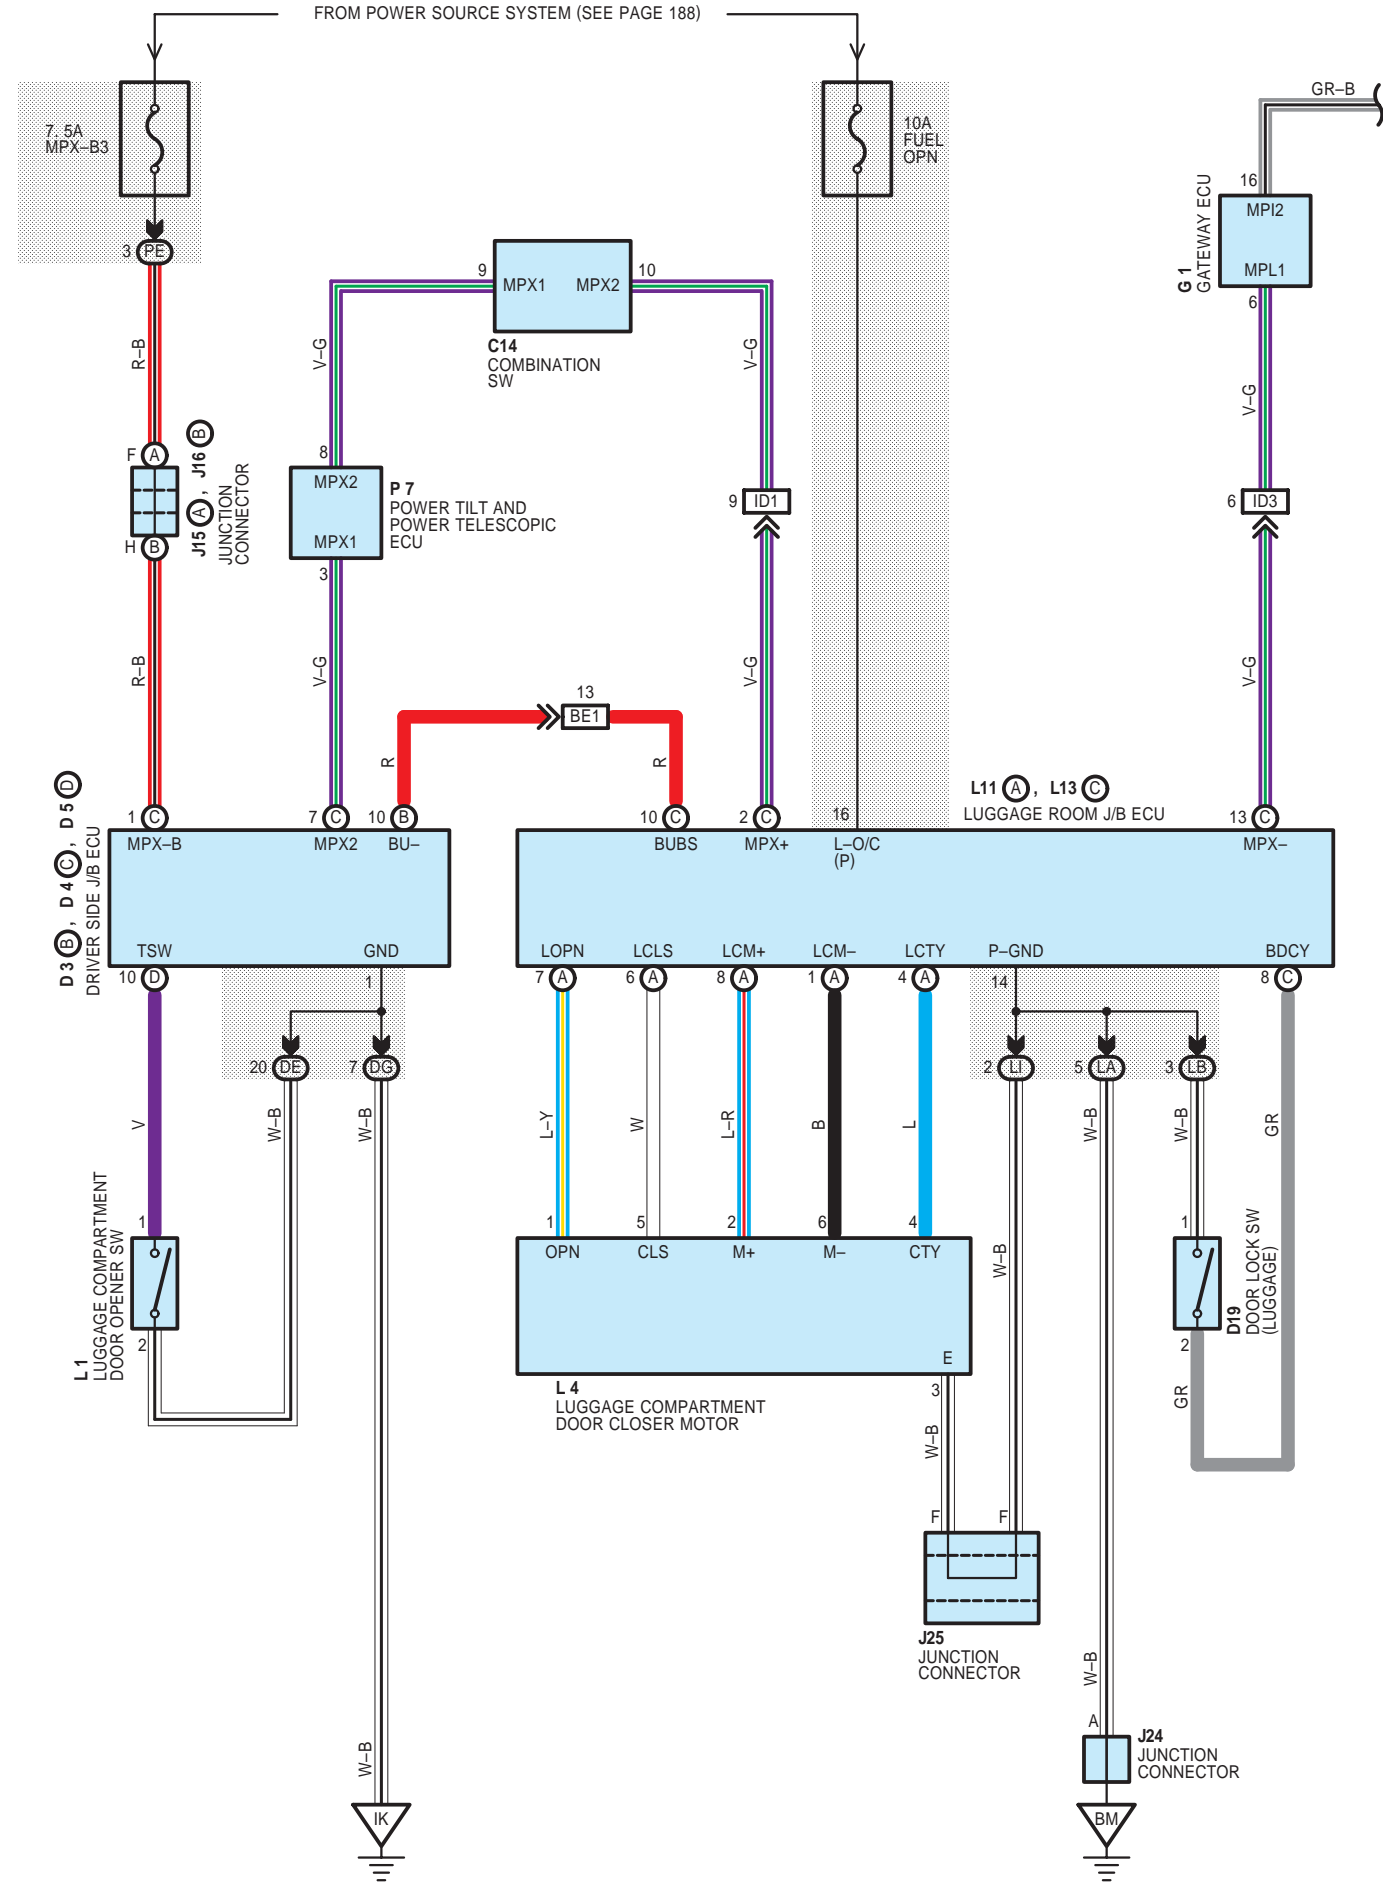 FROM POWER SOURCE SYSTEM (SEE PAGE 188)
7. 5A
MPX–B3
10A
FUEL
OPN
GR–B
3 PE
16
MPI2
MPL1
6
G 1
GATEWAY ECU
9
MPX1
MPX2
10
C14
COMBINATION
SW
R–B
V–G
V–G
V–G
F A
H B
J15 A , J16 B
JUNCTION
CONNECTOR
8
MPX2
MPX1
3
P 7
POWER TILT AND
POWER TELESCOPIC
ECU
9 ID1
6 ID3
R–B
V–G
V–G
V–G
13
BE1
R
R
L11 A , L13 C
LUGGAGE ROOM J/B ECU
1 C
7 C
10 B
10 C
2 C
16
13 C
MPX–B
MPX2
BU–
BUBS
MPX+
L–O/C
(P)
MPX–
D 3 B , D 4 C , D 5 D
DRIVER SIDE J/B ECU
TSW
GND
LOPN
LCLS
LCM+
LCM–
LCTY
P–GND
BDCY
10 D
1
7 A
6 A
8 A
1 A
4 A
14
8 C
20 DE
7 DG
2 LI
5 LA
3 LB
V
W–B
W–B
L–Y
W
L–R
B
L
W–B
W–B
GR
1
2
L 1
LUGGAGE COMPARTMENT
DOOR OPENER SW
1
5
2
6
4
OPN
CLS
M+
M–
CTY
E
3
L 4
LUGGAGE COMPARTMENT
DOOR CLOSER MOTOR
W–B
1
2
D19
DOOR LOCK SW
(LUGGAGE)
GR
W–B
F
F
J25
JUNCTION
CONNECTOR
W–B
A
J24
JUNCTION
CONNECTOR
W–B
IK
BM